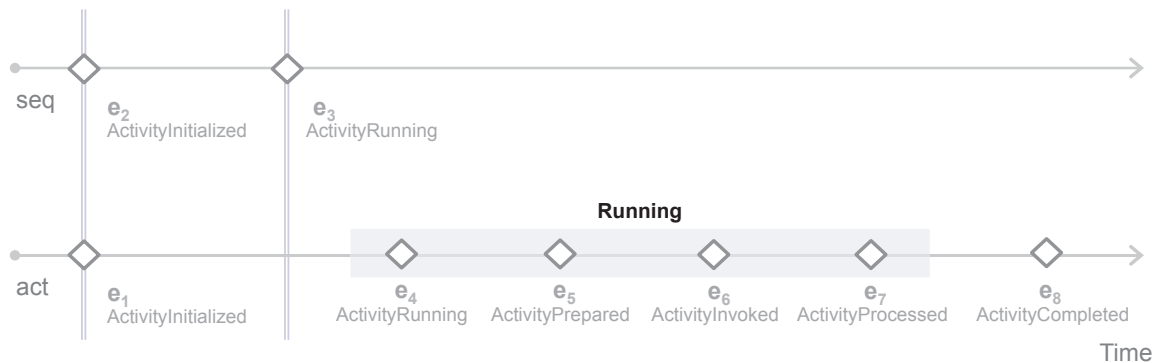 seq
e2
ActivityInitialized
e3
ActivityRunning
Running
act
e1
ActivityInitialized
e4
ActivityRunning
e5
ActivityPrepared
e6
ActivityInvoked
e7
ActivityProcessed
e8
ActivityCompleted
Time